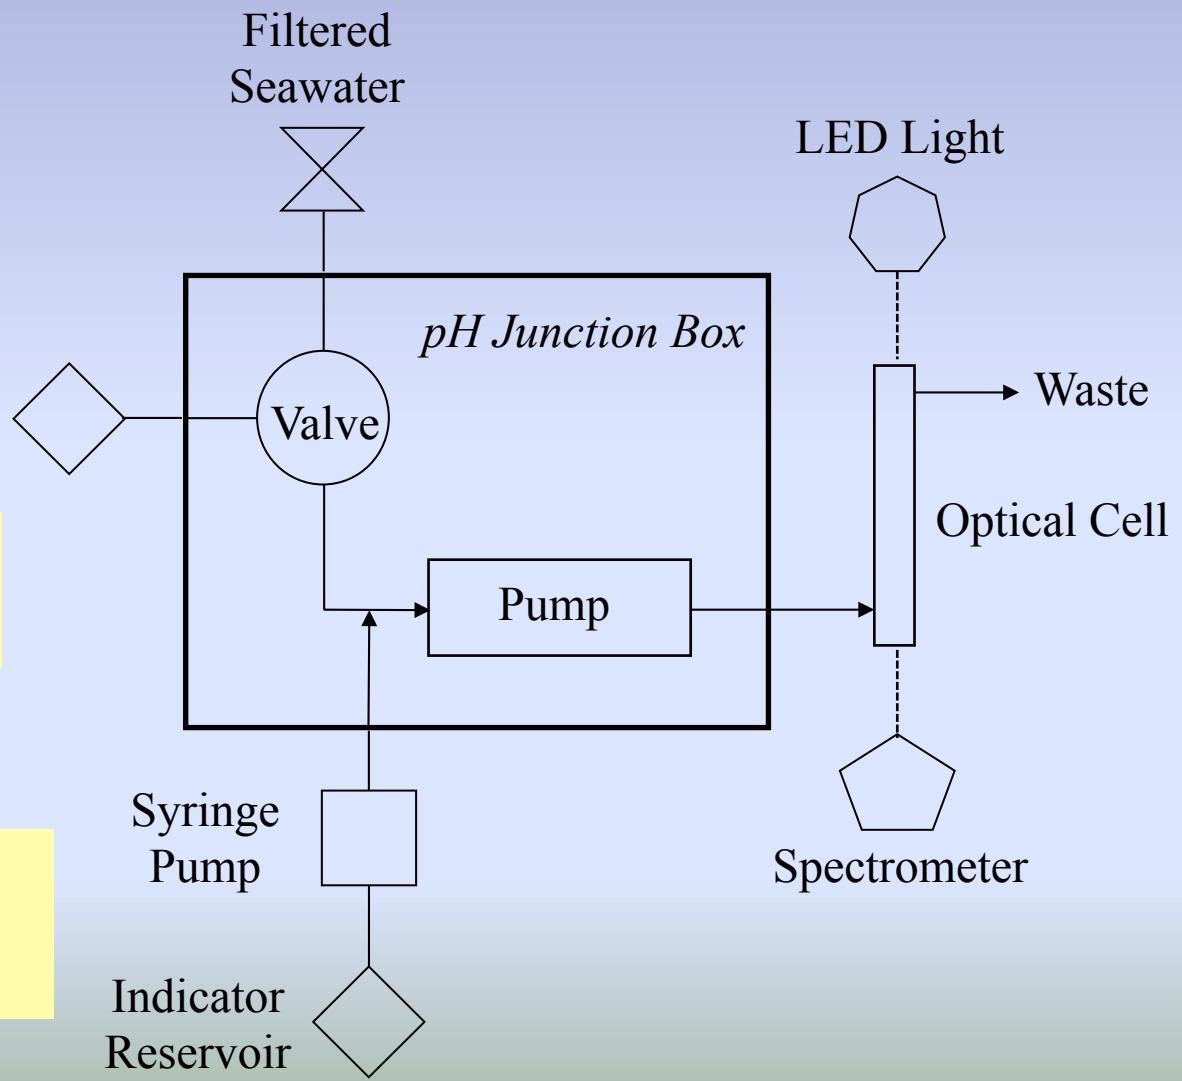 Filtered
Seawater
LED Light
pH Junction Box
Waste
Valve
Optical Cell
Pump
Syringe
Pump
Spectrometer
Indicator
Reservoir